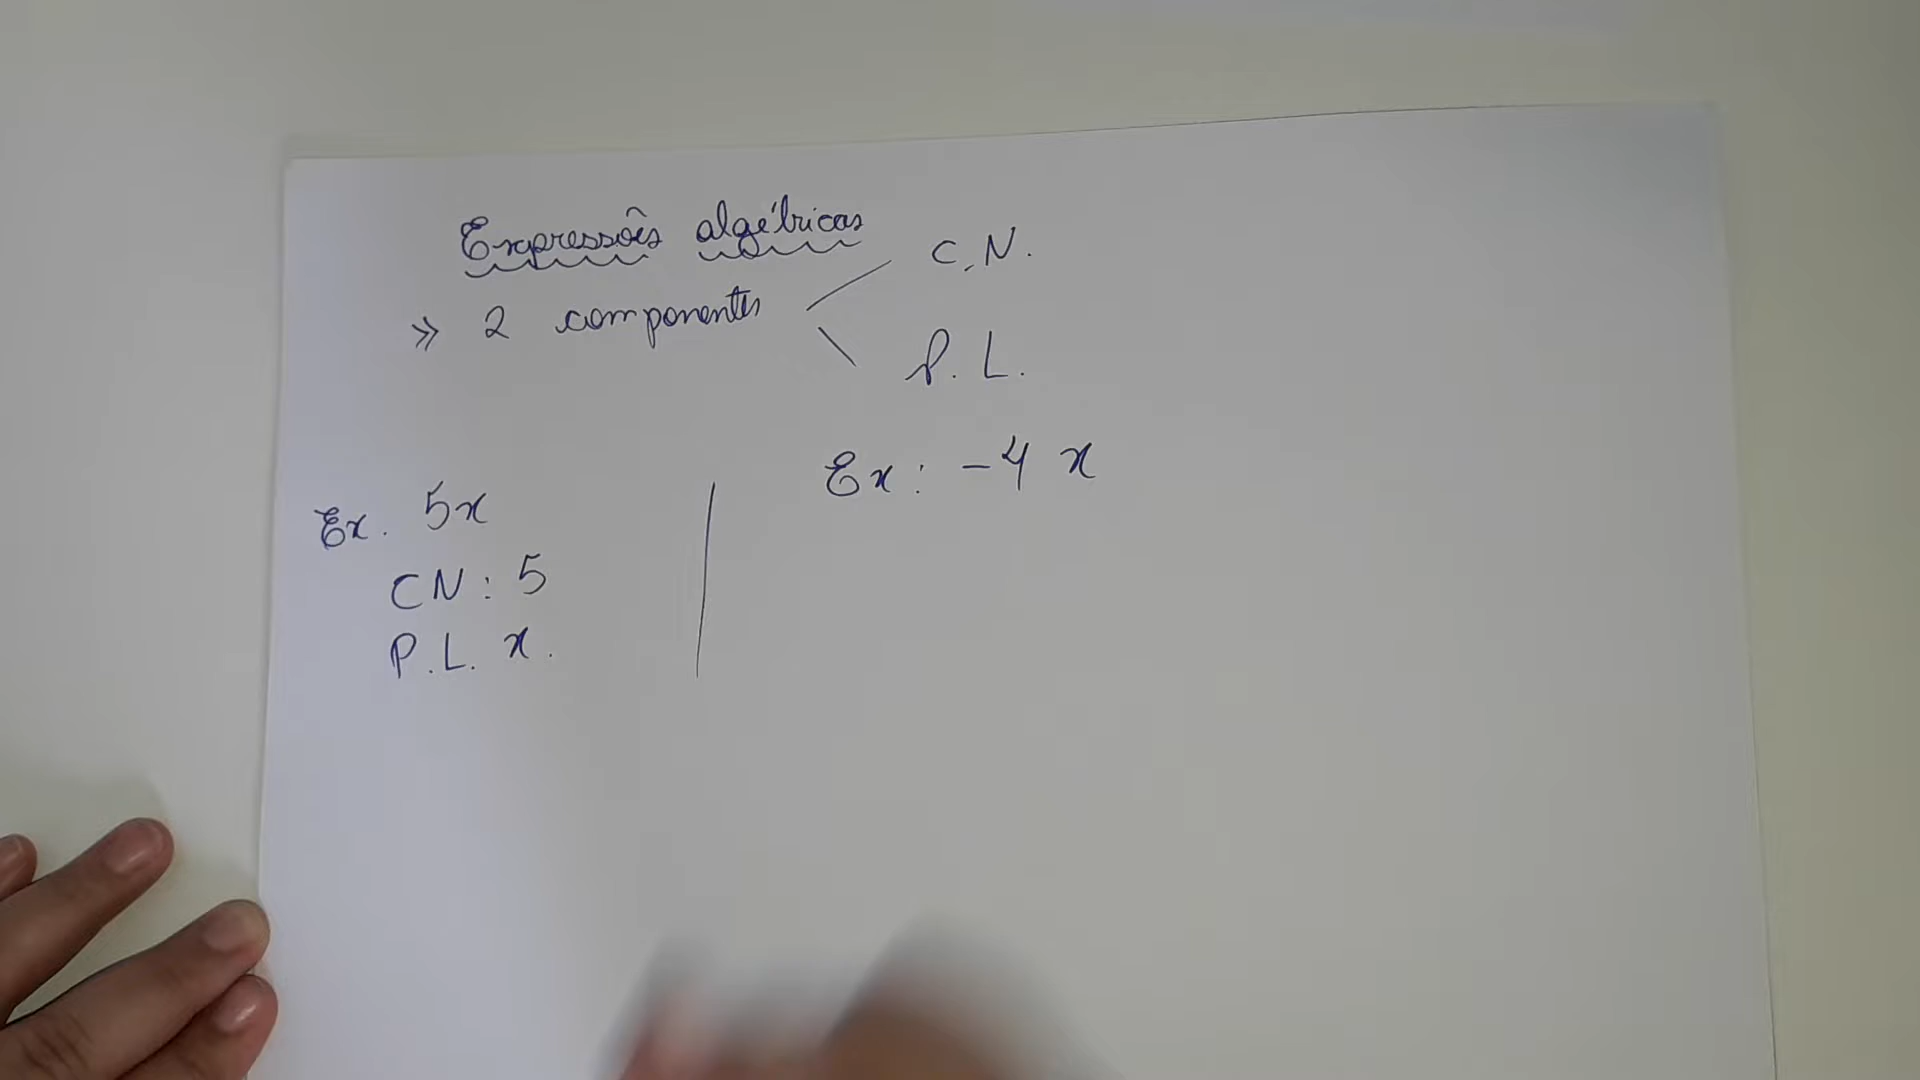 Expressões algébricas
» 2 componentes
C.N.
P.L.
Ex. 5x
CN: 5
P.L. x.
Ex: -4 x